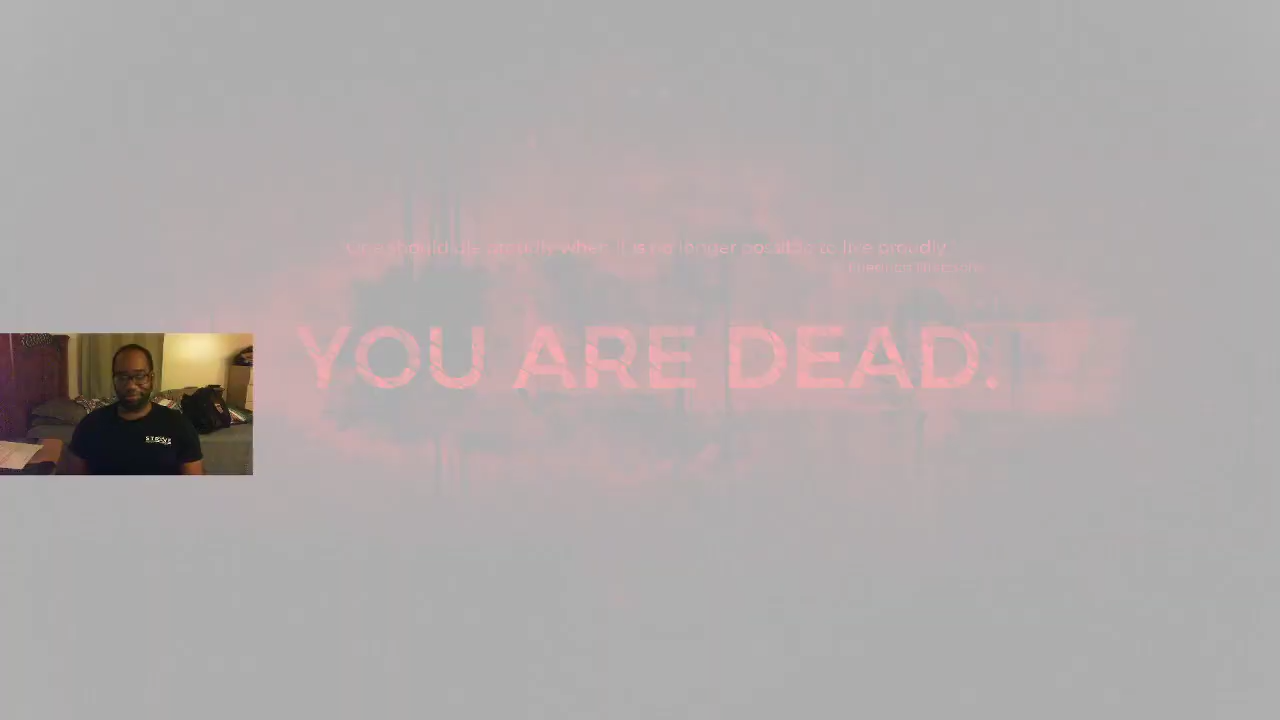 "One should die proudly when it is no longer possible to live proudly."
- Friedrich Nietzsche
YOU ARE DEAD.